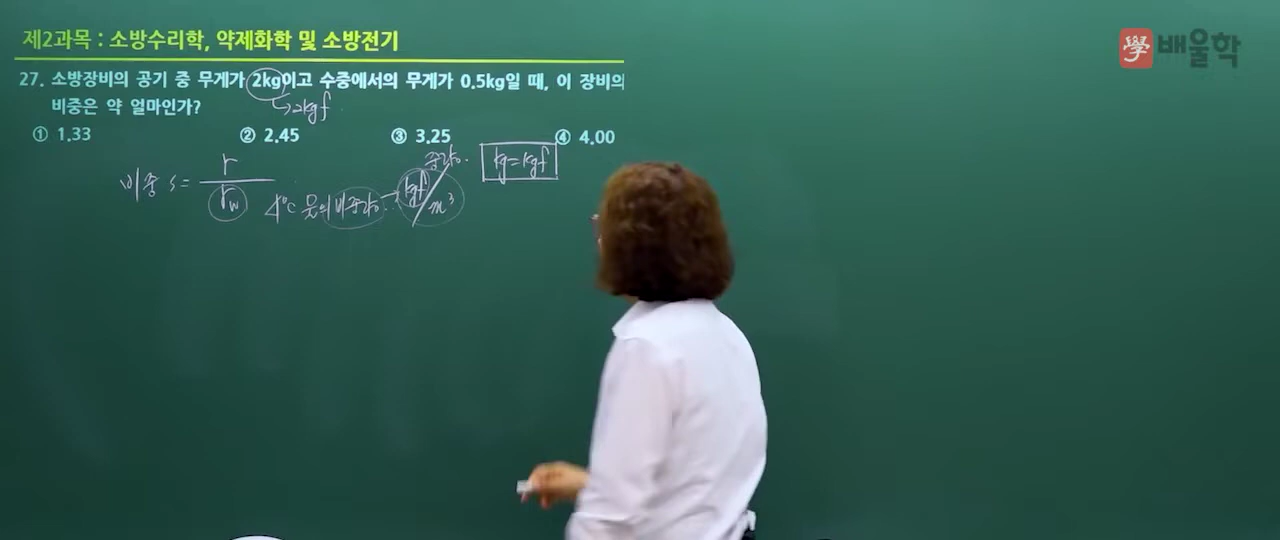 제2과목 : 소방수리학, 약제화학 및 소방전기
學 배울학
27. 소방장비의 공기 중 무게가 2kg이고 수중에서의 무게가 0.5kg일 때, 이 장비의
비중은 약 얼마인가?
→2kgf
① 1.33 ② 2.45 ③ 3.25 ④ 4.00
비중 s = r / rw
4℃ 물의 비중량 → kgf/m³
중량
kg=kgf